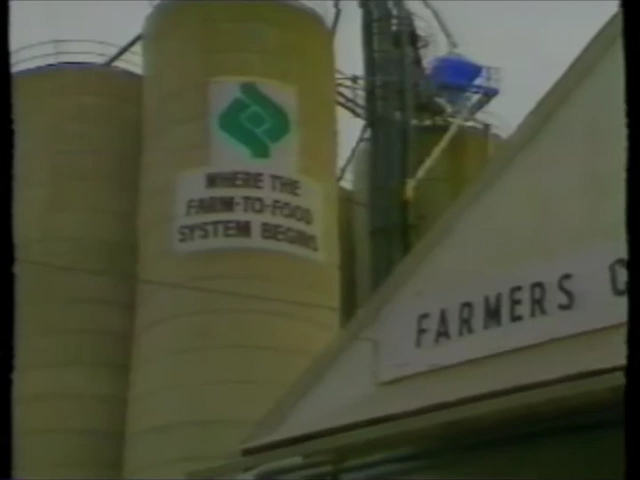 WHERE THE
FARM-TO-FOOD
SYSTEM BEGINS
FARMERS C